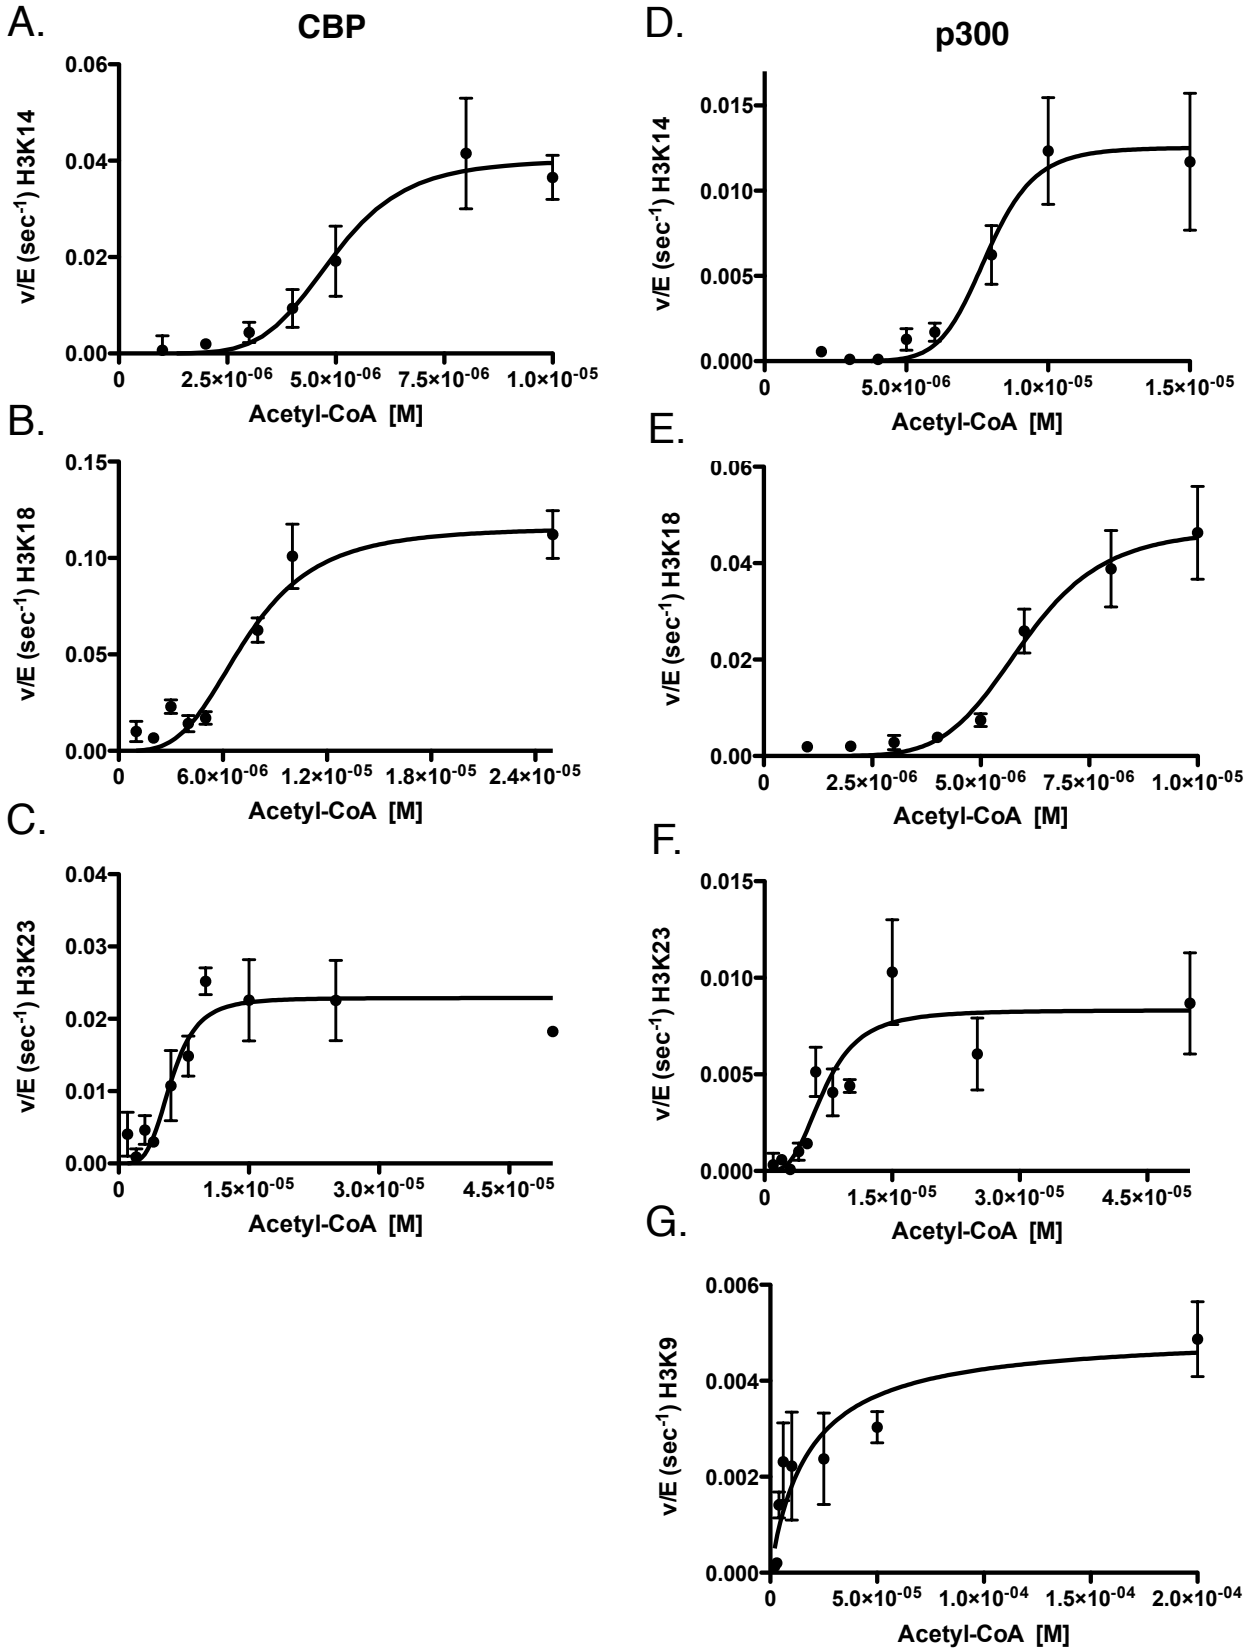 A.
CBP
0.06
0.04
0.02
0.00
v/E (sec⁻¹) H3K14
0 2.5×10⁻⁰⁶ 5.0×10⁻⁰⁶ 7.5×10⁻⁰⁶ 1.0×10⁻⁰⁵
Acetyl-CoA [M]
B.
0.15
0.10
0.05
0.00
v/E (sec⁻¹) H3K18
0 6.0×10⁻⁰⁶ 1.2×10⁻⁰⁵ 1.8×10⁻⁰⁵ 2.4×10⁻⁰⁵
Acetyl-CoA [M]
C.
0.04
0.03
0.02
0.01
0.00
v/E (sec⁻¹) H3K23
0 1.5×10⁻⁰⁵ 3.0×10⁻⁰⁵ 4.5×10⁻⁰⁵
Acetyl-CoA [M]
D.
p300
0.015
0.010
0.005
0.000
v/E (sec⁻¹) H3K14
0 5.0×10⁻⁰⁶ 1.0×10⁻⁰⁵ 1.5×10⁻⁰⁵
Acetyl-CoA [M]
E.
0.06
0.04
0.02
0.00
v/E (sec⁻¹) H3K18
0 2.5×10⁻⁰⁶ 5.0×10⁻⁰⁶ 7.5×10⁻⁰⁶ 1.0×10⁻⁰⁵
Acetyl-CoA [M]
F.
0.015
0.010
0.005
0.000
v/E (sec⁻¹) H3K23
0 1.5×10⁻⁰⁵ 3.0×10⁻⁰⁵ 4.5×10⁻⁰⁵
Acetyl-CoA [M]
G.
0.006
0.004
0.002
0.000
v/E (sec⁻¹) H3K9
0 5.0×10⁻⁰⁵ 1.0×10⁻⁰⁴ 1.5×10⁻⁰⁴ 2.0×10⁻⁰⁴
Acetyl-CoA [M]